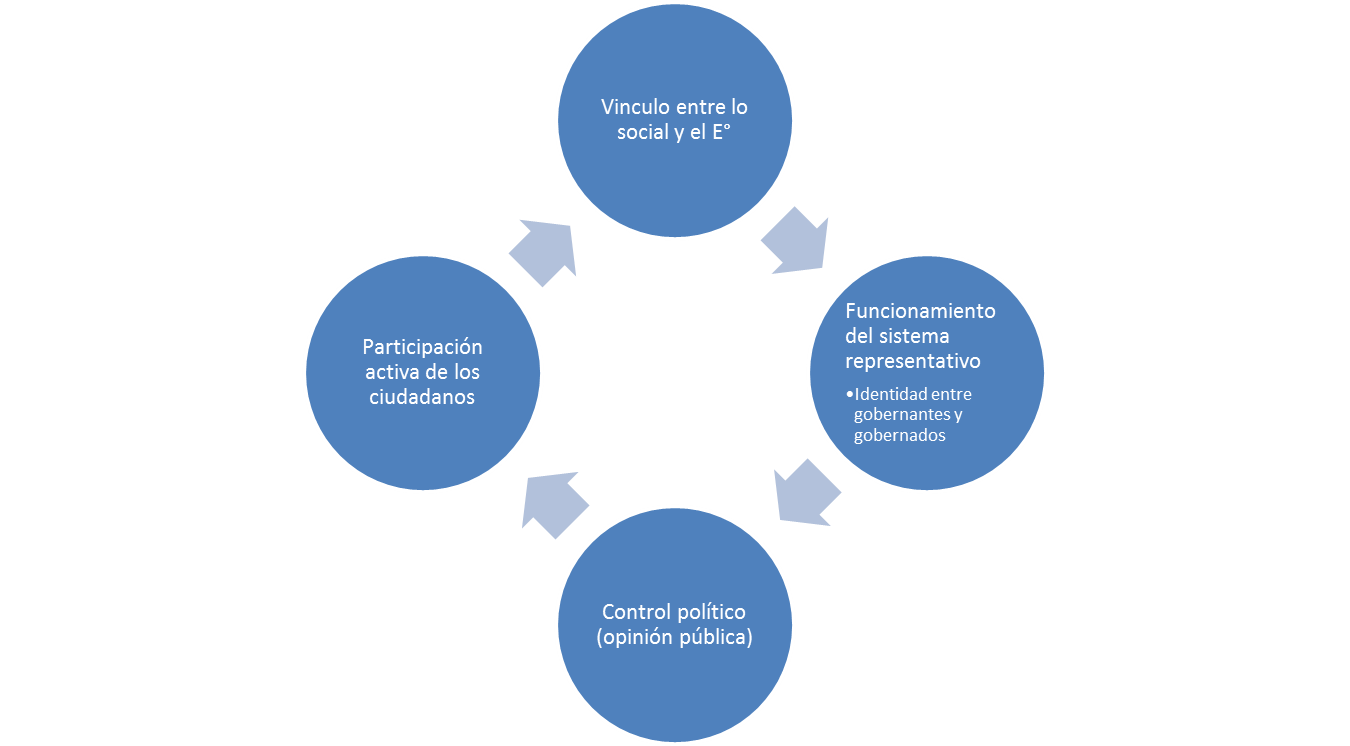 Vinculo entre lo
social y el E°
Funcionamiento
del sistema
representativo
•Identidad entre
gobernantes y
gobernados
Control político
(opinión pública)
Participación
activa de los
ciudadanos